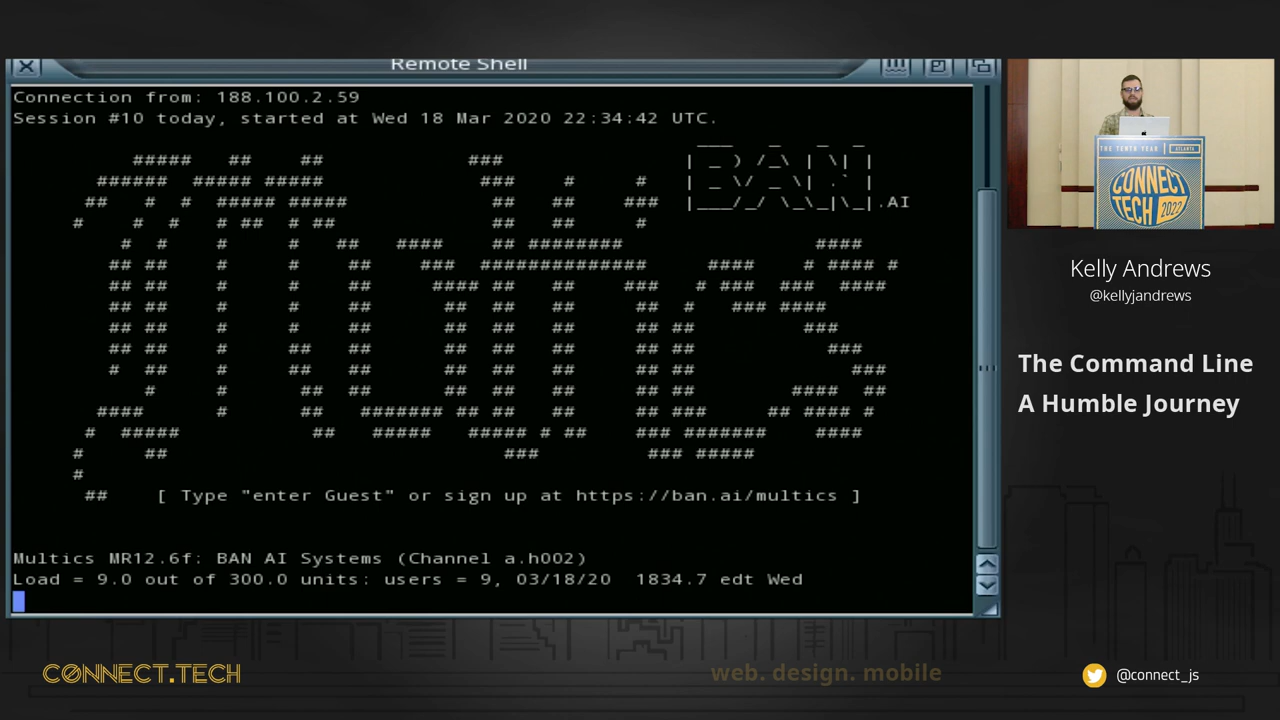 Remote Shell
Connection from: 188.100.2.59
Session #10 today, started at Wed 18 Mar 2020 22:34:42 UTC.
Multics
BAN.AI
[ Type "enter Guest" or sign up at https://ban.ai/multics ]
Multics MR12.6f: BAN AI Systems (Channel a.h002)
Load = 9.0 out of 300.0 units: users = 9, 03/18/20 1834.7 edt Wed
THE TENTH YEAR ATLANTA
CONNECT
TECH
2022
Kelly Andrews
@kellyjandrews
The Command Line
A Humble Journey
CONNECT.TECH
web. design. mobile
@connect_js